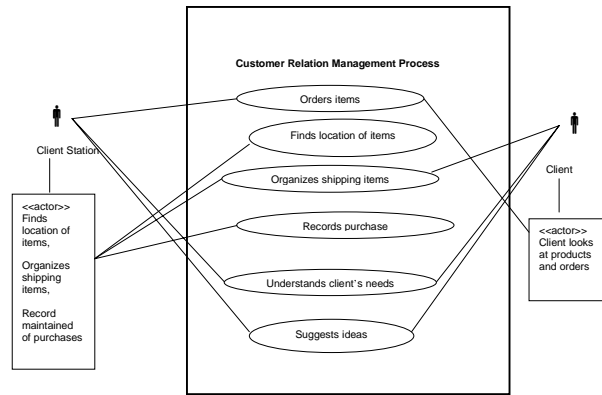 Customer Relation Management Process
Orders items
Finds location of items
Organizes shipping items
Records purchase
Understands client`s needs
Suggests ideas
Client Station
<<actor>>
Finds
location of
items,
Organizes
shipping
items,
Record
maintained
of purchases
Client
<<actor>>
Client looks
at products
and orders